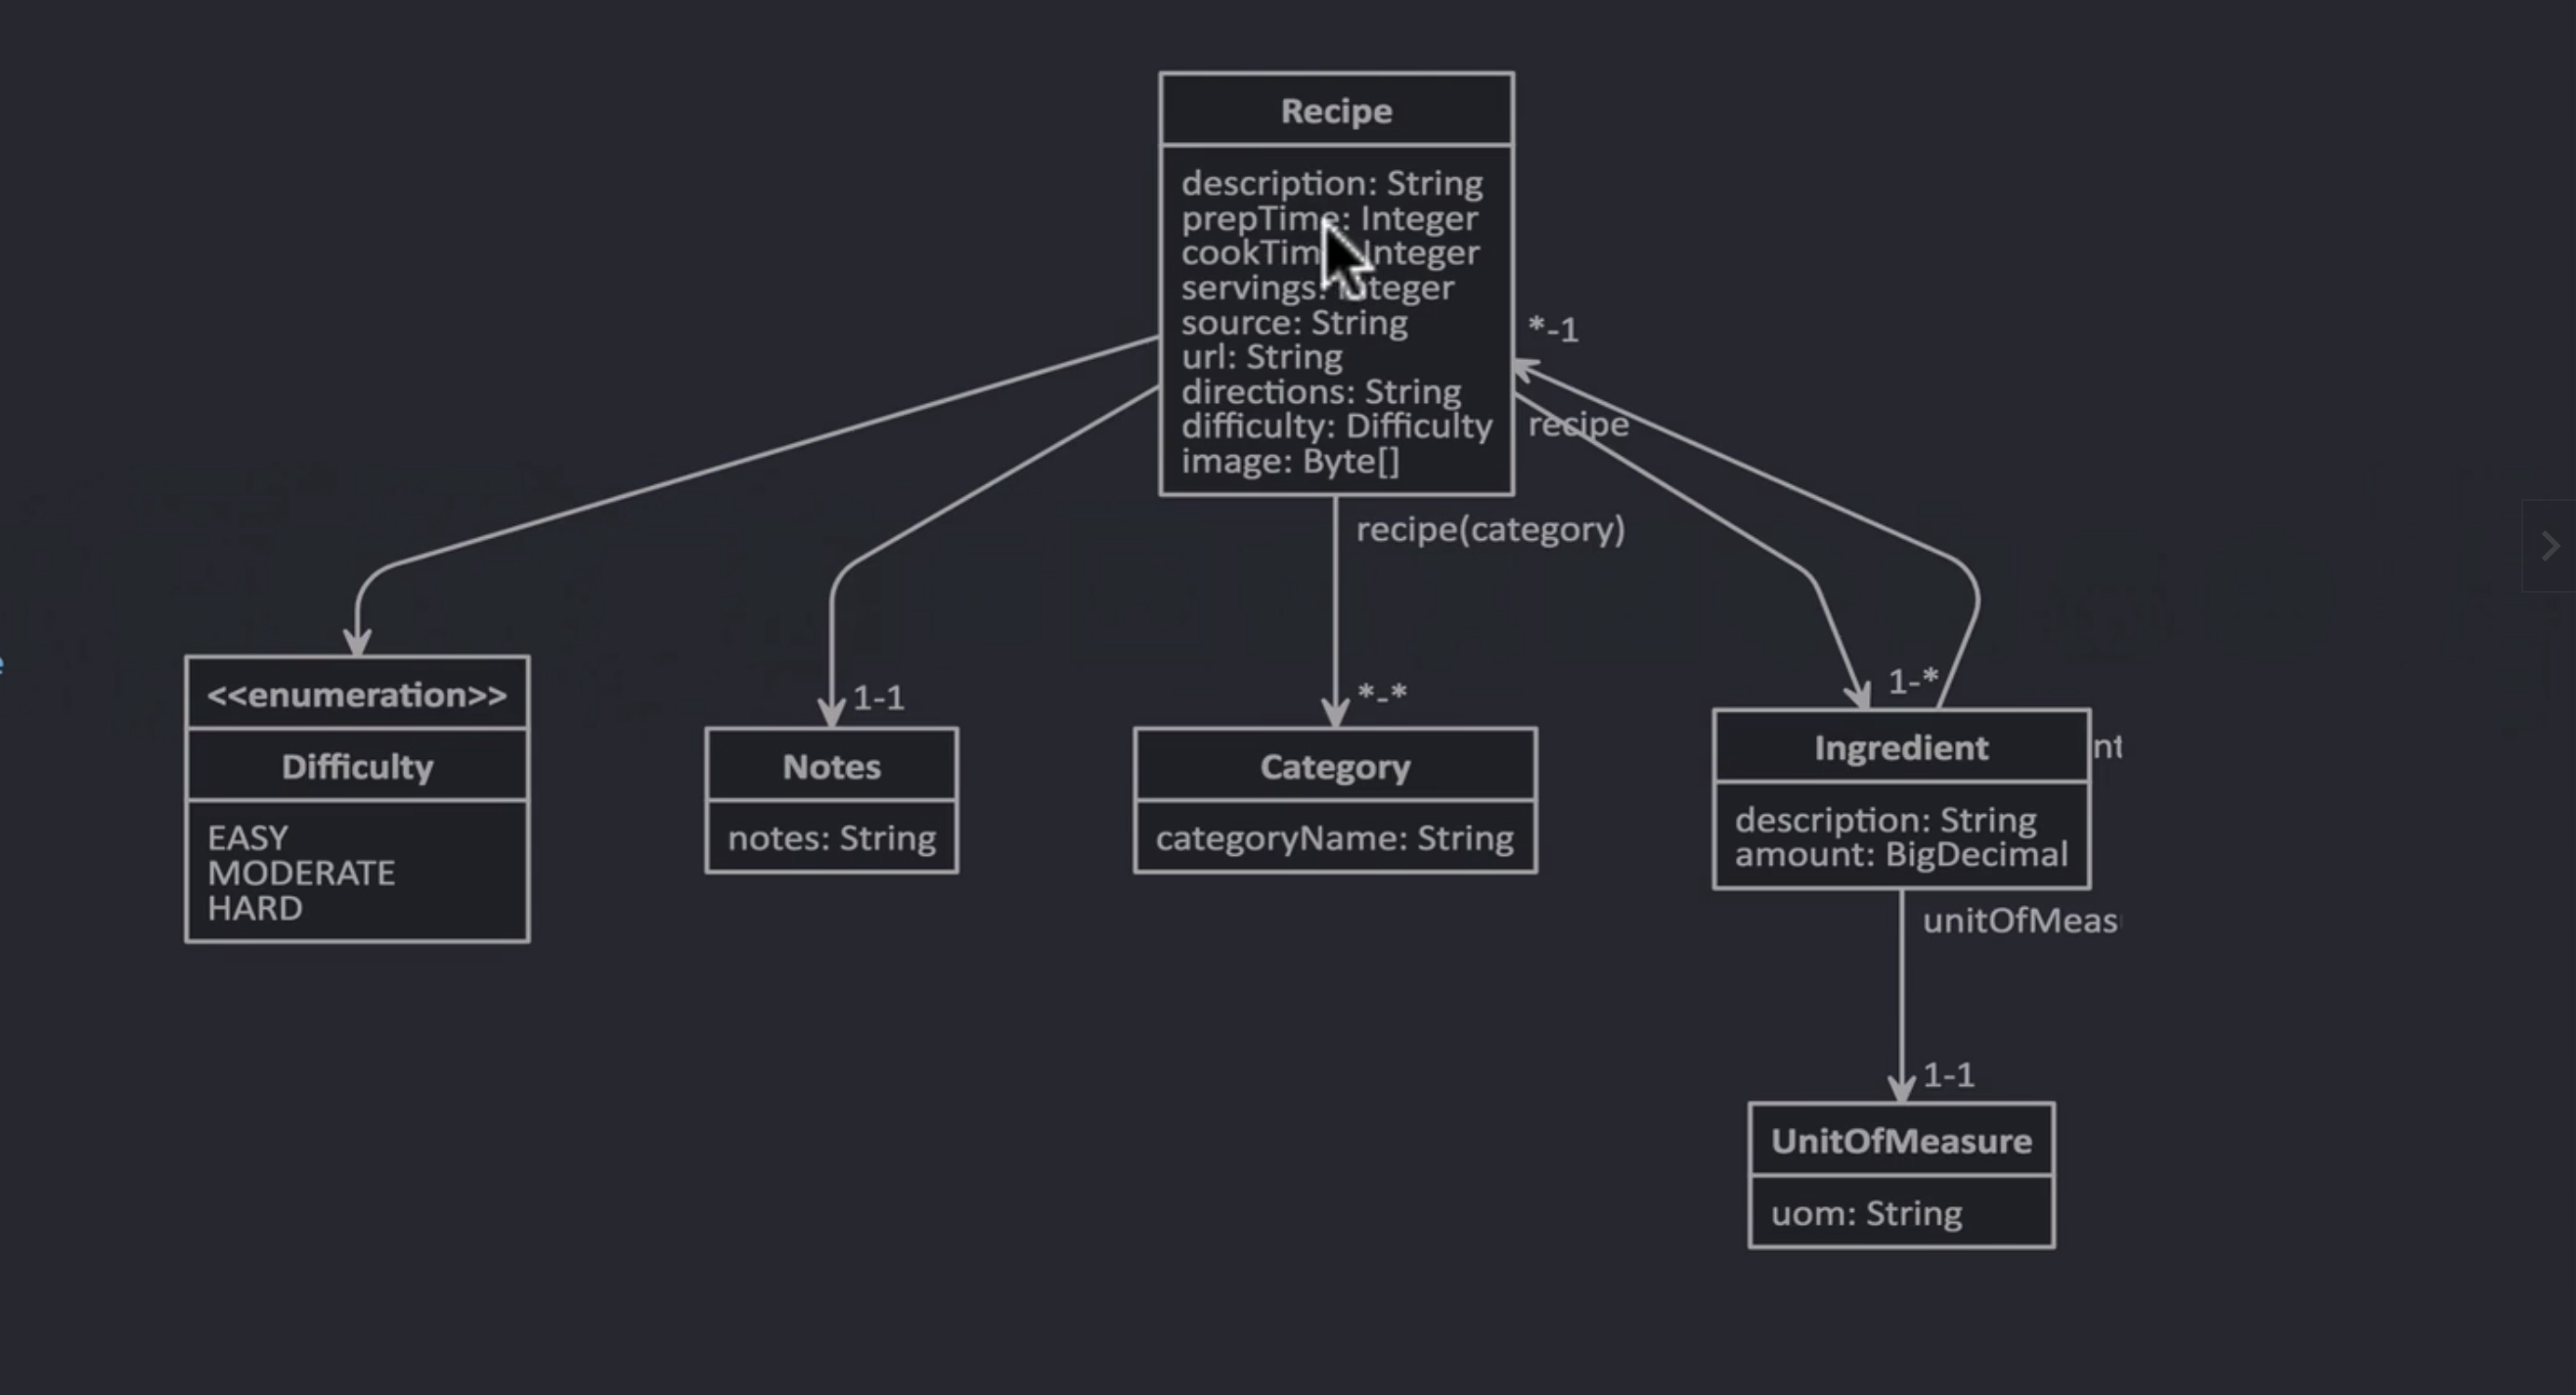 Recipe
description: String
prepTime: Integer
cookTim Integer
servings: Integer
source: String
*-1
url: String
directions: String
difficulty: Difficulty
recipe
image: Byte[]
recipe(category)
1-1
*-*
1-*
<<enumeration>>
Difficulty
EASY
MODERATE
HARD
Notes
notes: String
Category
categoryName: String
Ingredient
nt
description: String
amount: BigDecimal
unitOfMeas
1-1
UnitOfMeasure
uom: String